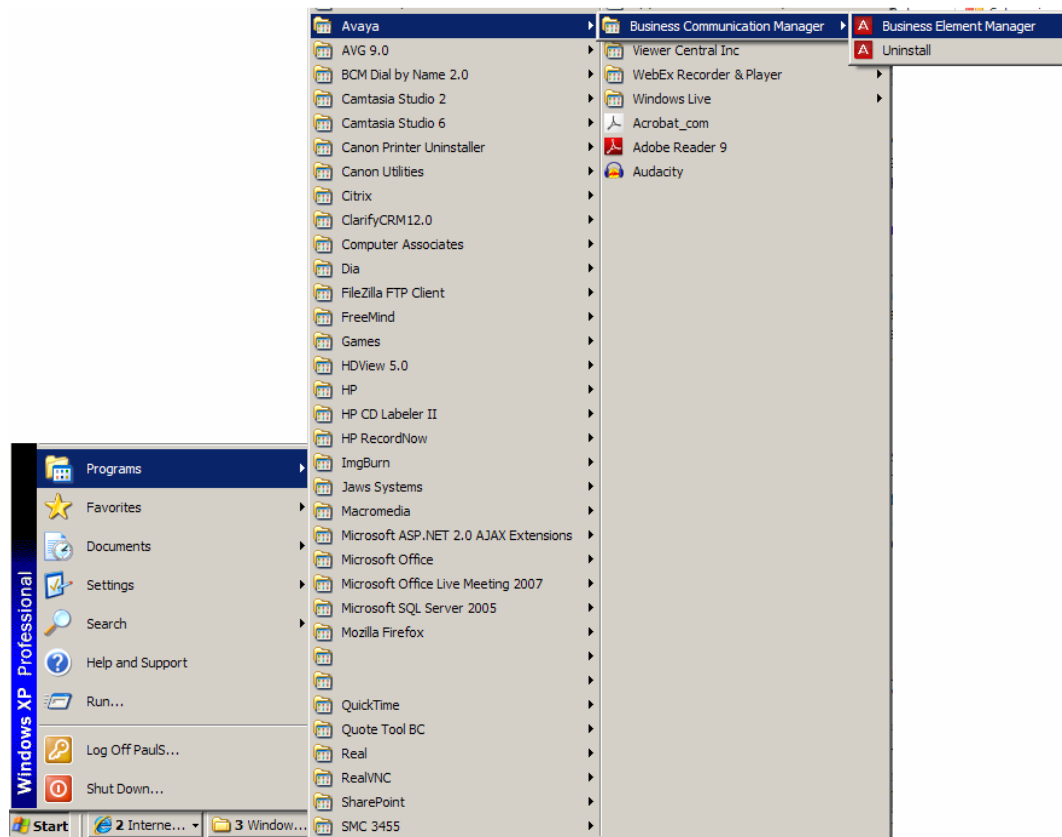 Avaya
AVG 9.0
BCM Dial by Name 2.0
Camtasia Studio 2
Camtasia Studio 6
Canon Printer Uninstaller
Canon Utilities
Citrix
ClarifyCRM12.0
Computer Associates
Dia
FileZilla FTP Client
FreeMind
Games
HDView 5.0
HP
HP CD Labeler II
HP RecordNow
ImgBurn
Jaws Systems
Macromedia
Microsoft ASP.NET 2.0 AJAX Extensions
Microsoft Office
Microsoft Office Live Meeting 2007
Microsoft SQL Server 2005
Mozilla Firefox
QuickTime
Quote Tool BC
Real
RealVNC
SharePoint
SMC 3455
Business Communication Manager
Viewer Central Inc
WebEx Recorder & Player
Windows Live
Acrobat_com
Adobe Reader 9
Audacity
Business Element Manager
Uninstall
Programs
Favorites
Documents
Settings
Search
Help and Support
Run...
Log Off PaulS...
Shut Down...
Windows XP Professional
Start
2 Interne...
3 Window...